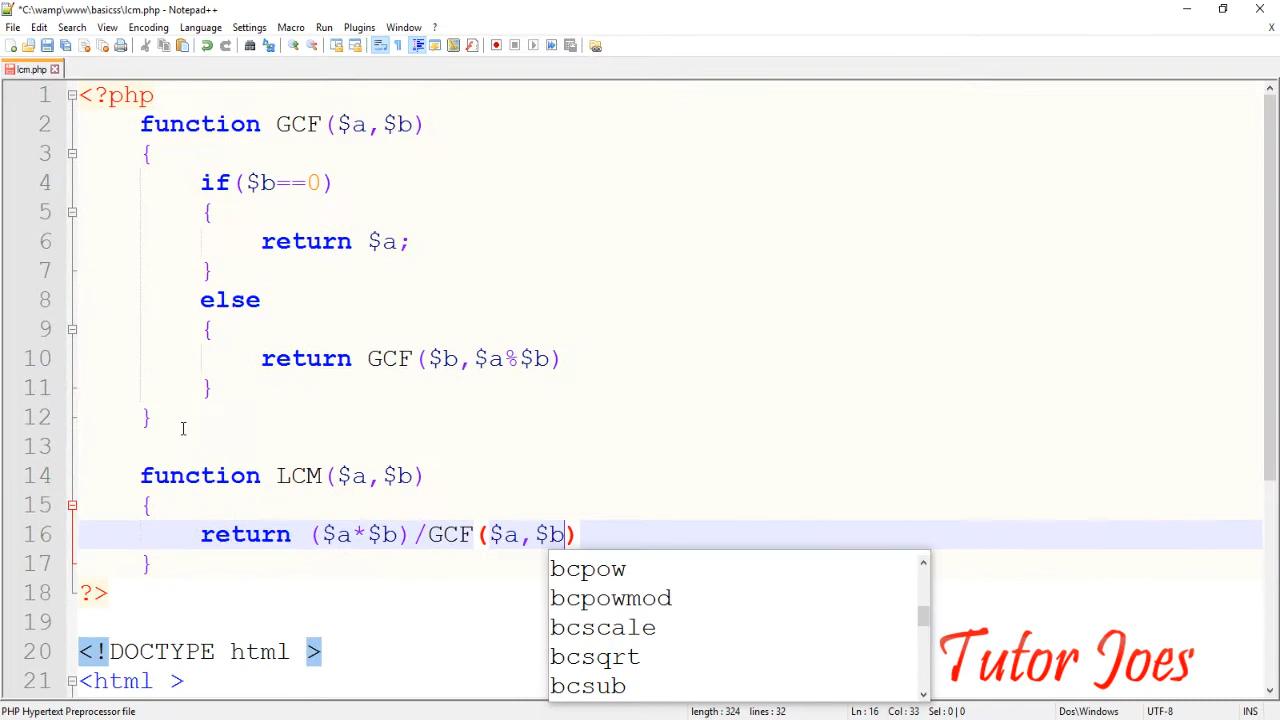 *C:\wamp\www\basicss\lcm.php - Notepad++
File Edit Search View Encoding Language Settings Macro Run Plugins Window ?
X
lcm.php
1 <?php
2 function GCF($a,$b)
3 {
4 if($b==0)
5 {
6 return $a;
7 }
8 else
9 {
10 return GCF($b,$a%$b)
11 }
12 }
13
14 function LCM($a,$b)
15 {
16 return ($a*$b)/GCF($a,$b)
17 }
18 ?>
19
20 <!DOCTYPE html >
21 <html >
bcpow
bcpowmod
bcscale
bcsqrt
bcsub
Tutor Joes
PHP Hypertext Preprocessor file length : 324 lines : 32 Ln : 16 Col : 33 Sel : 0 | 0 Dos\Windows UTF-8 INS